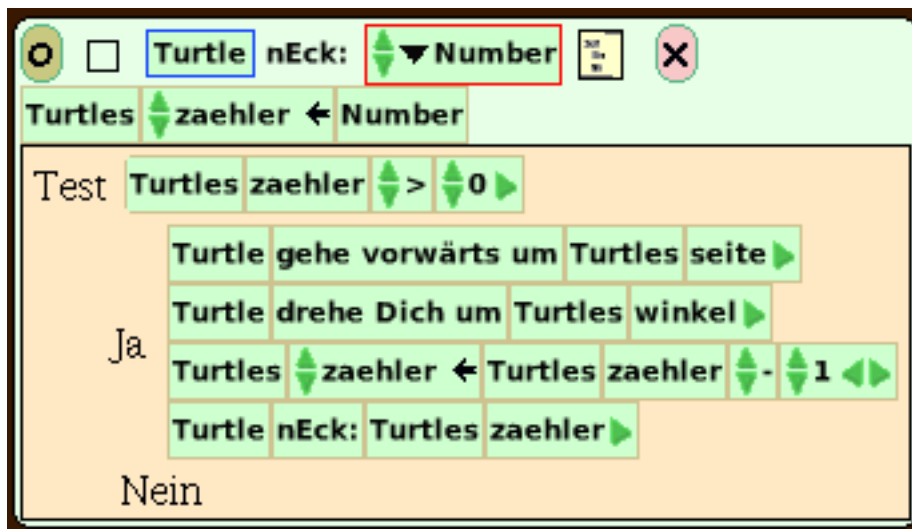 Turtle nEck: Number
Turtles zaehler ← Number
Test Turtles zaehler > 0
Turtle gehe vorwärts um Turtles seite
Turtle drehe Dich um Turtles winkel
Ja
Turtles zaehler ← Turtles zaehler - 1
Turtle nEck: Turtles zaehler
Nein